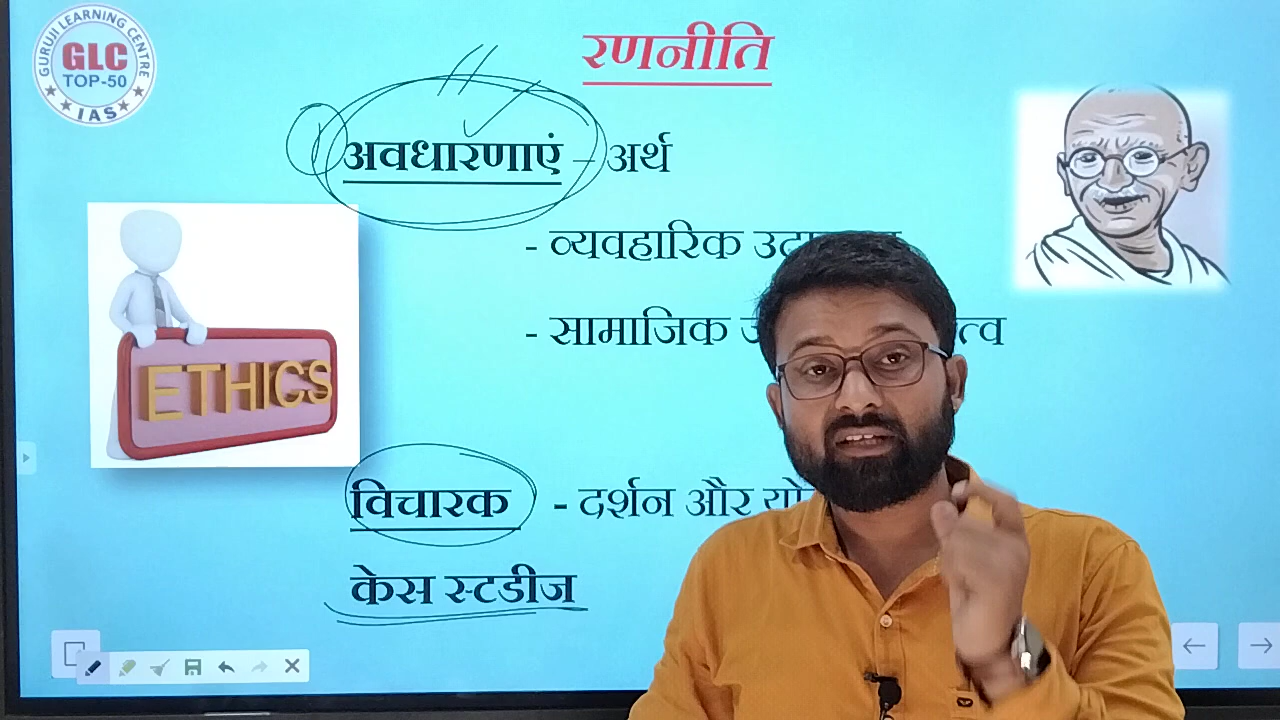 GURUJI LEARNING CENTRE
GLC
TOP-50
IAS
रणनीति
अवधारणाएं – अर्थ
- व्यवहारिक
- सामाजिक
ETHICS
विचारक - दर्शन और
केस स्टडीज